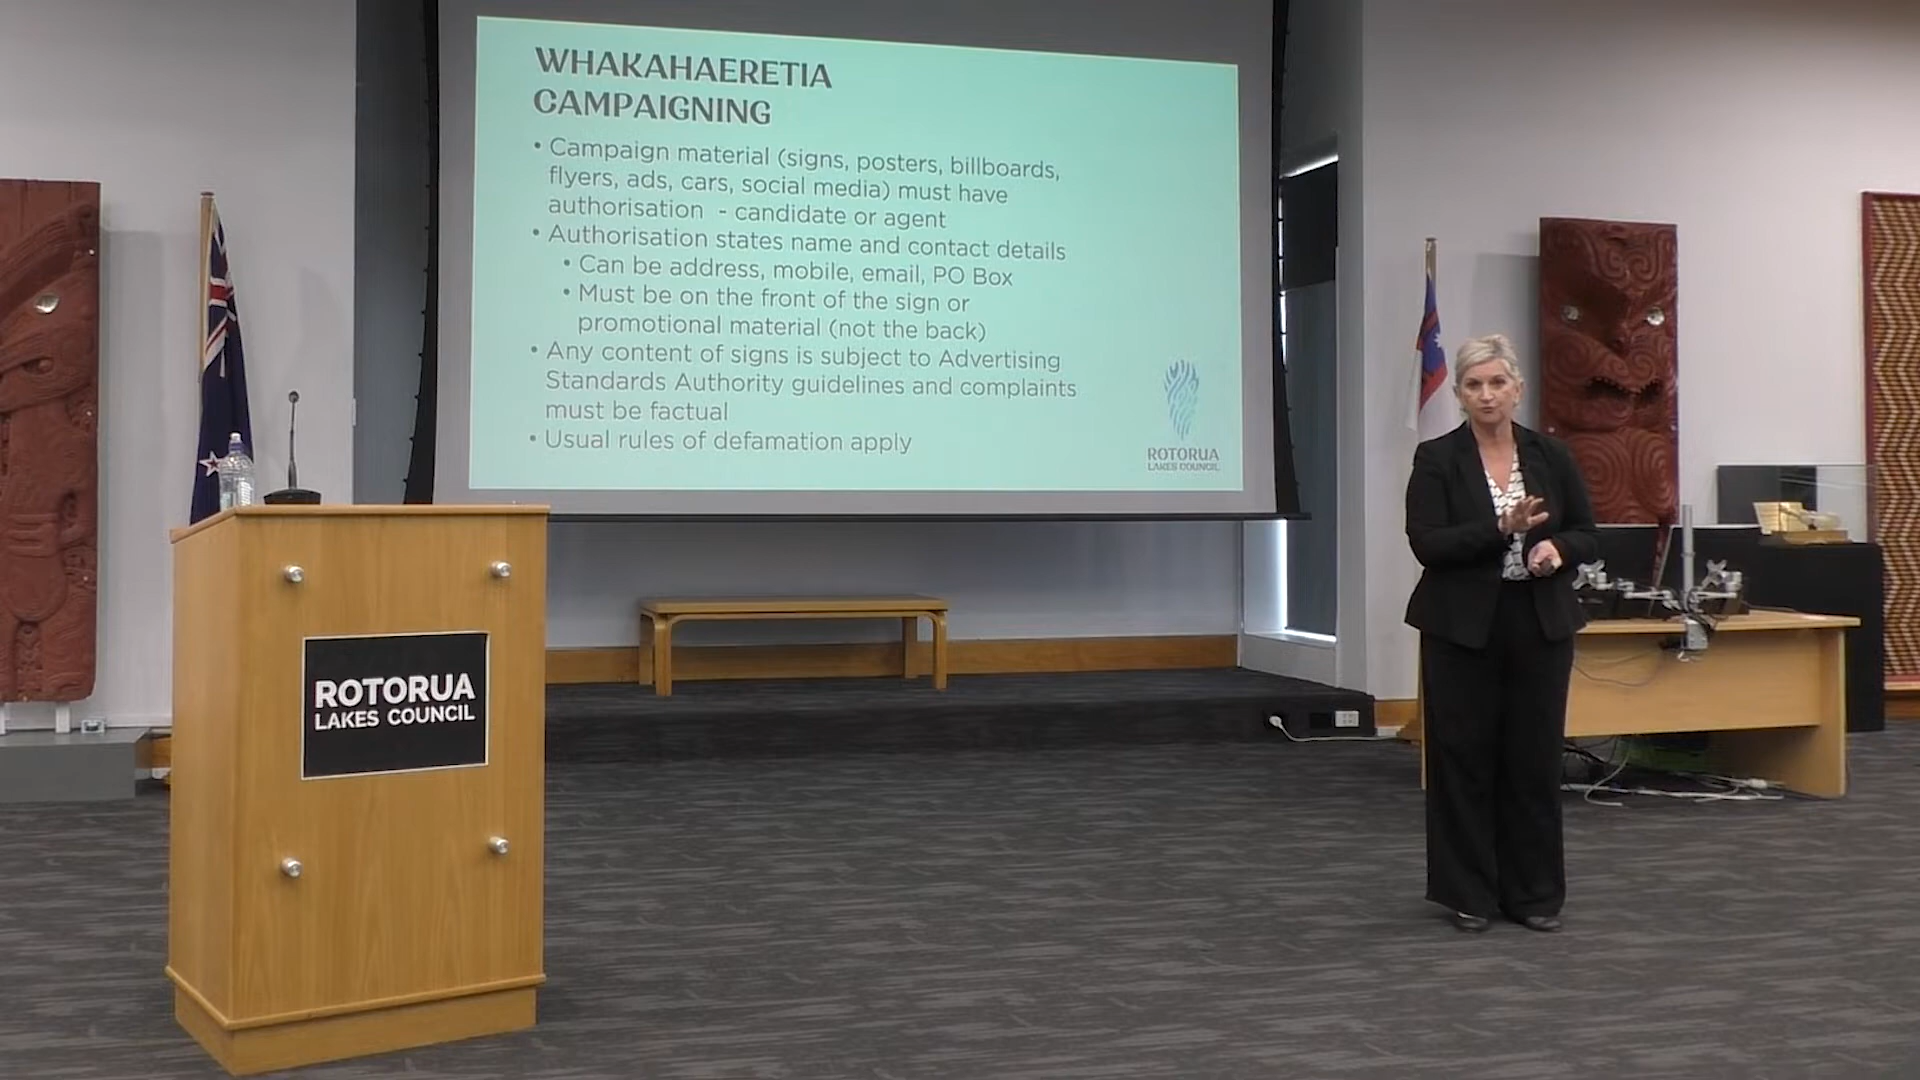 WHAKAHAERETIA
CAMPAIGNING
• Campaign material (signs, posters, billboards,
flyers, ads, cars, social media) must have
authorisation - candidate or agent
• Authorisation states name and contact details
• Can be address, mobile, email, PO Box
• Must be on the front of the sign or
promotional material (not the back)
• Any content of signs is subject to Advertising
Standards Authority guidelines and complaints
must be factual
• Usual rules of defamation apply
ROTORUA
LAKES COUNCIL
ROTORUA
LAKES COUNCIL